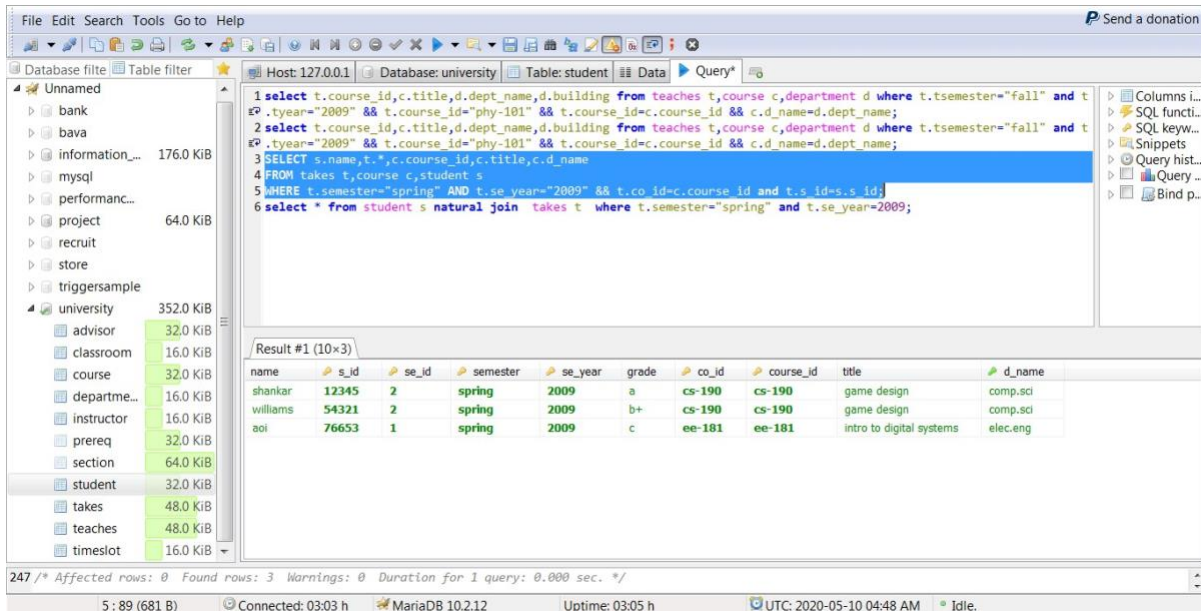 File Edit Search Tools Go to Help
Send a donation
Database filte Table filter
Host: 127.0.0.1 Database: university Table: student Data Query*
Unnamed
bank
bava
information_... 176.0 KiB
mysql
performanc...
project 64.0 KiB
recruit
store
triggersample
university 352.0 KiB
advisor 32.0 KiB
classroom 16.0 KiB
course 32.0 KiB
departme... 16.0 KiB
instructor 16.0 KiB
prereq 32.0 KiB
section 64.0 KiB
student 32.0 KiB
takes 48.0 KiB
teaches 48.0 KiB
timeslot 16.0 KiB
1 select t.course_id,c.title,d.dept_name,d.building from teaches t,course c,department d where t.tsemester="fall" and t
.tyear="2009" && t.course_id="phy-101" && t.course_id=c.course_id && c.d_name=d.dept_name;
2 select t.course_id,c.title,d.dept_name,d.building from teaches t,course c,department d where t.tsemester="fall" and t
.tyear="2009" && t.course_id="phy-101" && t.course_id=c.course_id && c.d_name=d.dept_name;
3 SELECT s.name,t.*,c.course_id,c.title,c.d_name
4 FROM takes t,course c,student s
5 WHERE t.semester="spring" AND t.se_year="2009" && t.co_id=c.course_id and t.s_id=s.s_id;
6 select * from student s natural join takes t where t.semester="spring" and t.se_year=2009;
Columns i...
SQL functi...
SQL keyw...
Snippets
Query hist...
Query ...
Bind p...
Result #1 (10×3)
name s_id se_id semester se_year grade co_id course_id title d_name
shankar 12345 2 spring 2009 a cs-190 cs-190 game design comp.sci
williams 54321 2 spring 2009 b+ cs-190 cs-190 game design comp.sci
aoi 76653 1 spring 2009 c ee-181 ee-181 intro to digital systems elec.eng
247 /* Affected rows: 0 Found rows: 3 Warnings: 0 Duration for 1 query: 0.000 sec. */
5 : 89 (681 B) Connected: 03:03 h MariaDB 10.2.12 Uptime: 03:05 h UTC: 2020-05-10 04:48 AM Idle.